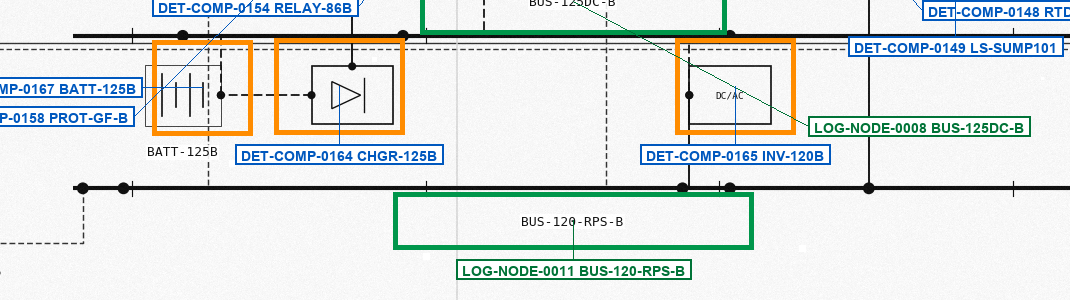 BUS-125DC-B
DET-COMP-0154 RELAY-86B
DET-COMP-0148 RTD
DET-COMP-0149 LS-SUMP101
MP-0167 BATT-125B
P-0158 PROT-GF-B
DC/AC
LOG-NODE-0008 BUS-125DC-B
BATT-125B
DET-COMP-0164 CHGR-125B
DET-COMP-0165 INV-120B
BUS-120-RPS-B
LOG-NODE-0011 BUS-120-RPS-B